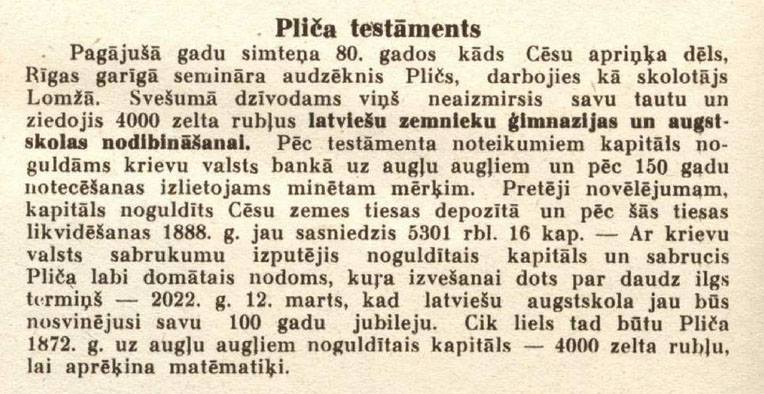 Pliča testāments
Pagājušā gadu simteņa 80. gados kāds Cēsu apriņķa dēls,
Rīgas garīgā semināra audzēknis Pličs, darbojies kā skolotājs
Lomžā. Svešumā dzīvodams viņš neaizmirsis savu tautu un
ziedojis 4000 zelta rubļus latviešu zemnieku ģimnazijas un augst-
skolas nodibināšanai. Pēc testāmenta noteikumiem kapitāls no-
guldāms krievu valsts bankā uz augļu augļiem un pēc 150 gadu
notecēšanas izlietojams minētam mērķim. Pretēji novēlējumam,
kapitāls noguldīts Cēsu zemes tiesas depozītā un pēc šās tiesas
likvidēšanas 1888. g. jau sasniedzis 5301 rbl. 16 kap. — Ar krievu
valsts sabrukumu izputējis noguldītais kapitāls un sabrucis
Pliča labi domātais nodoms, kuŗa izvešanai dots par daudz ilgs
termiņš — 2022. g. 12. marts, kad latviešu augstskola jau būs
nosvinējusi savu 100 gadu jubileju. Cik liels tad būtu Pliča
1872. g. uz augļu augļiem noguldītais kapitāls — 4000 zelta rubļu,
lai aprēķina matēmatiķi.